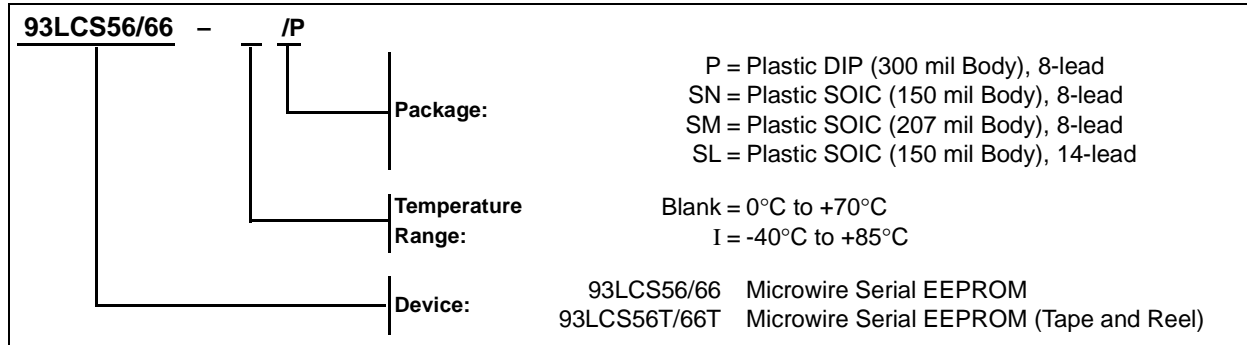 93LCS56/66 – _ /P
Package:
P = Plastic DIP (300 mil Body), 8-lead
SN = Plastic SOIC (150 mil Body), 8-lead
SM = Plastic SOIC (207 mil Body), 8-lead
SL = Plastic SOIC (150 mil Body), 14-lead
Temperature
Range:
Blank = 0°C to +70°C
I = -40°C to +85°C
Device:
93LCS56/66 Microwire Serial EEPROM
93LCS56T/66T Microwire Serial EEPROM (Tape and Reel)